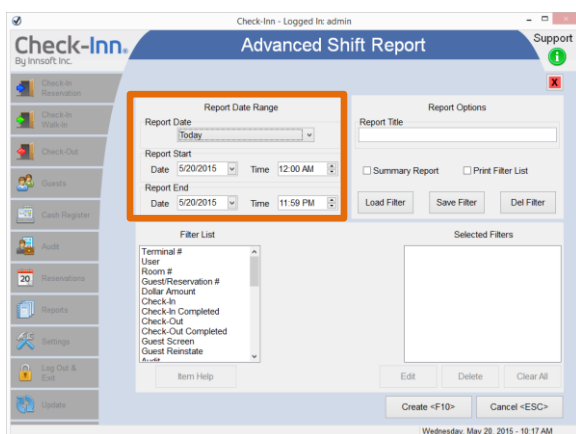 Check-Inn - Logged In: admin
Check-Inn®
By Innsoft Inc.
Advanced Shift Report
Support
i
X
Check-In
Reservation
Check-In
Walk-In
Check-Out
Guests
Cash Register
Audit
20
Reservations
Reports
Settings
Log Out &
Exit
Update
Report Date Range
Report Date
Today
Report Start
Date 5/20/2015 Time 12:00 AM
Report End
Date 5/20/2015 Time 11:59 PM
Report Options
Report Title
Summary Report Print Filter List
Load Filter Save Filter Del Filter
Filter List
Terminal #
User
Room #
Guest/Reservation #
Dollar Amount
Check-In
Check-In Completed
Check-Out
Check-Out Completed
Guest Screen
Guest Reinstate
Audit
Item Help
Selected Filters
Edit Delete Clear All
Create <F10> Cancel <ESC>
Wednesday, May 20, 2015 - 10:17 AM